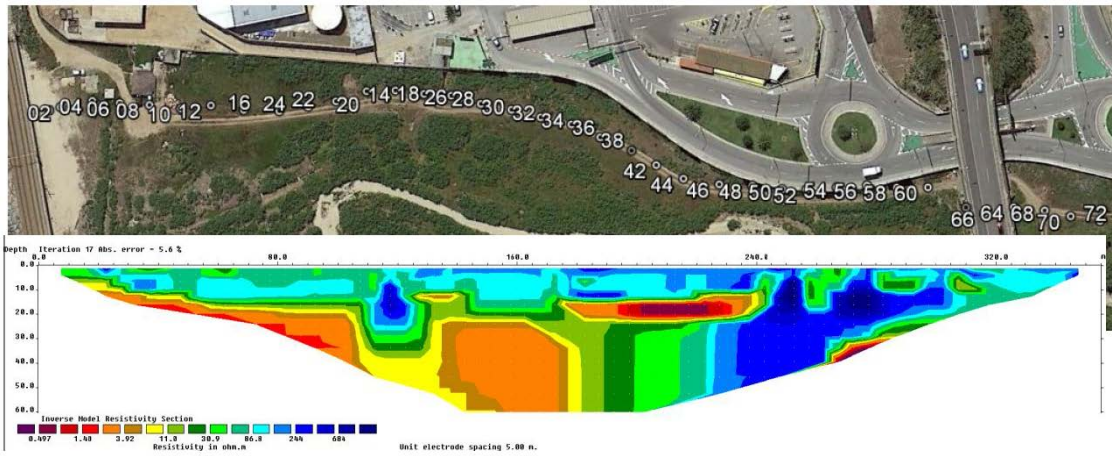 02 04 06 08 10 12 16 24 22 20 14 18 26 28 30 32 34 36 38 42 44 46 48 50 52 54 56 58 60 66 64 68 70 72
Depth Iteration 17 Abs. error = 5.6 %
0.0 80.0 160.0 240.0 320.0 m
0.0
10.0
20.0
30.0
40.0
50.0
60.0
Inverse Model Resistivity Section
0.497 1.40 3.92 11.0 30.9 86.8 244 684
Resistivity in ohm.m
Unit electrode spacing 5.00 m.